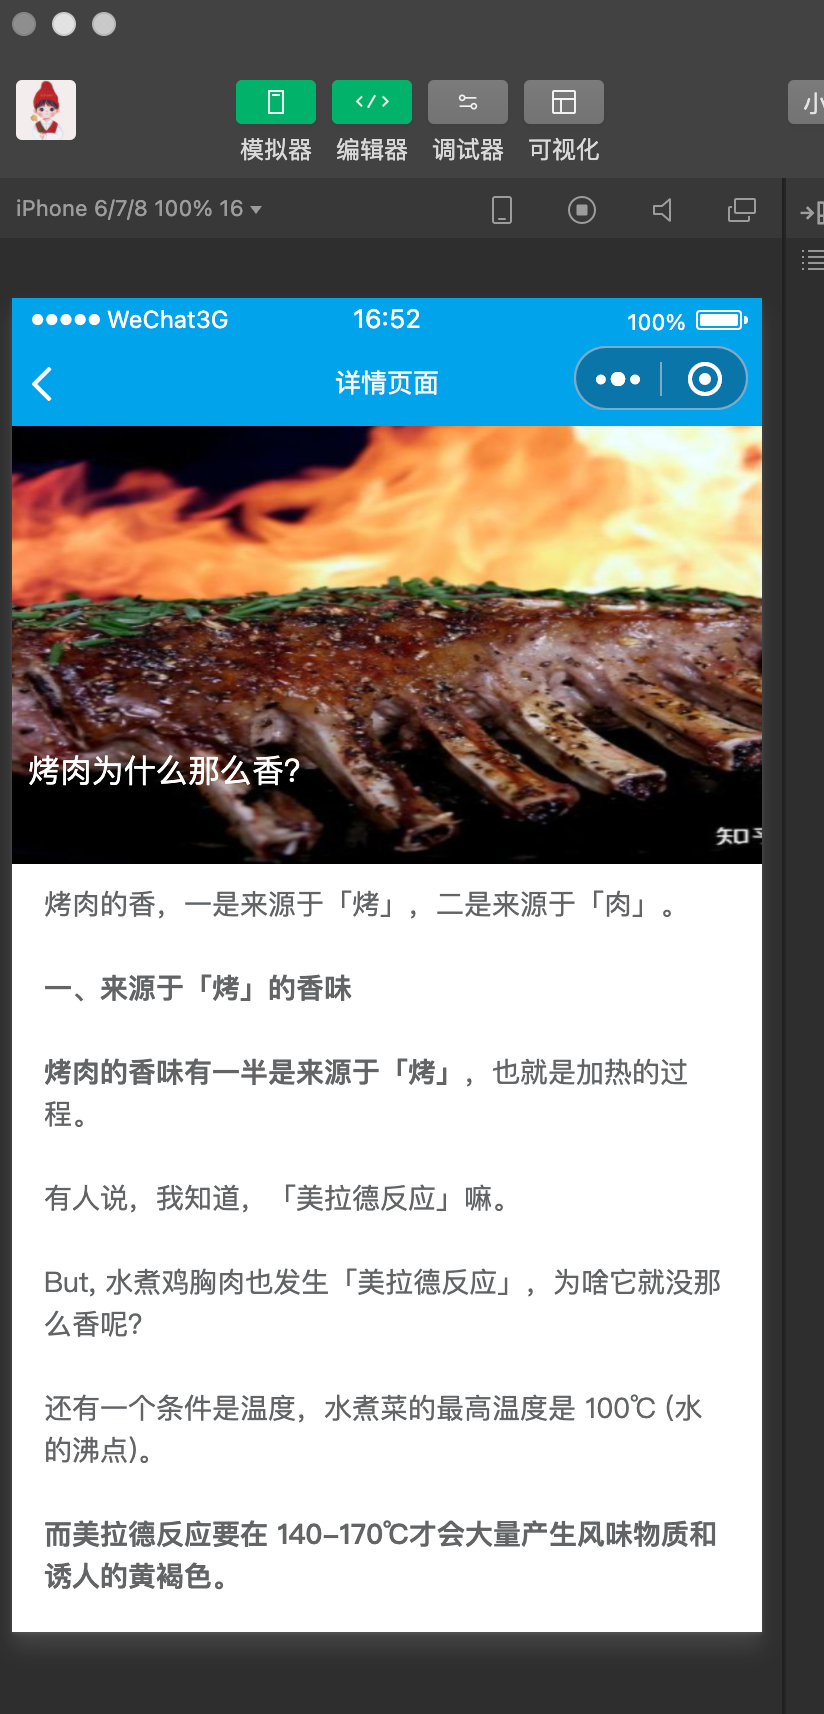 模拟器 编辑器 调试器 可视化 小
iPhone 6/7/8 100% 16
WeChat3G 16:52 100%
详情页面
烤肉为什么那么香?
知乎
烤肉的香，一是来源于「烤」，二是来源于「肉」。
一、来源于「烤」的香味
烤肉的香味有一半是来源于「烤」，也就是加热的过
程。
有人说，我知道，「美拉德反应」嘛。
But, 水煮鸡胸肉也发生「美拉德反应」，为啥它就没那
么香呢?
还有一个条件是温度，水煮菜的最高温度是 100℃ (水
的沸点)。
而美拉德反应要在 140-170℃才会大量产生风味物质和
诱人的黄褐色。